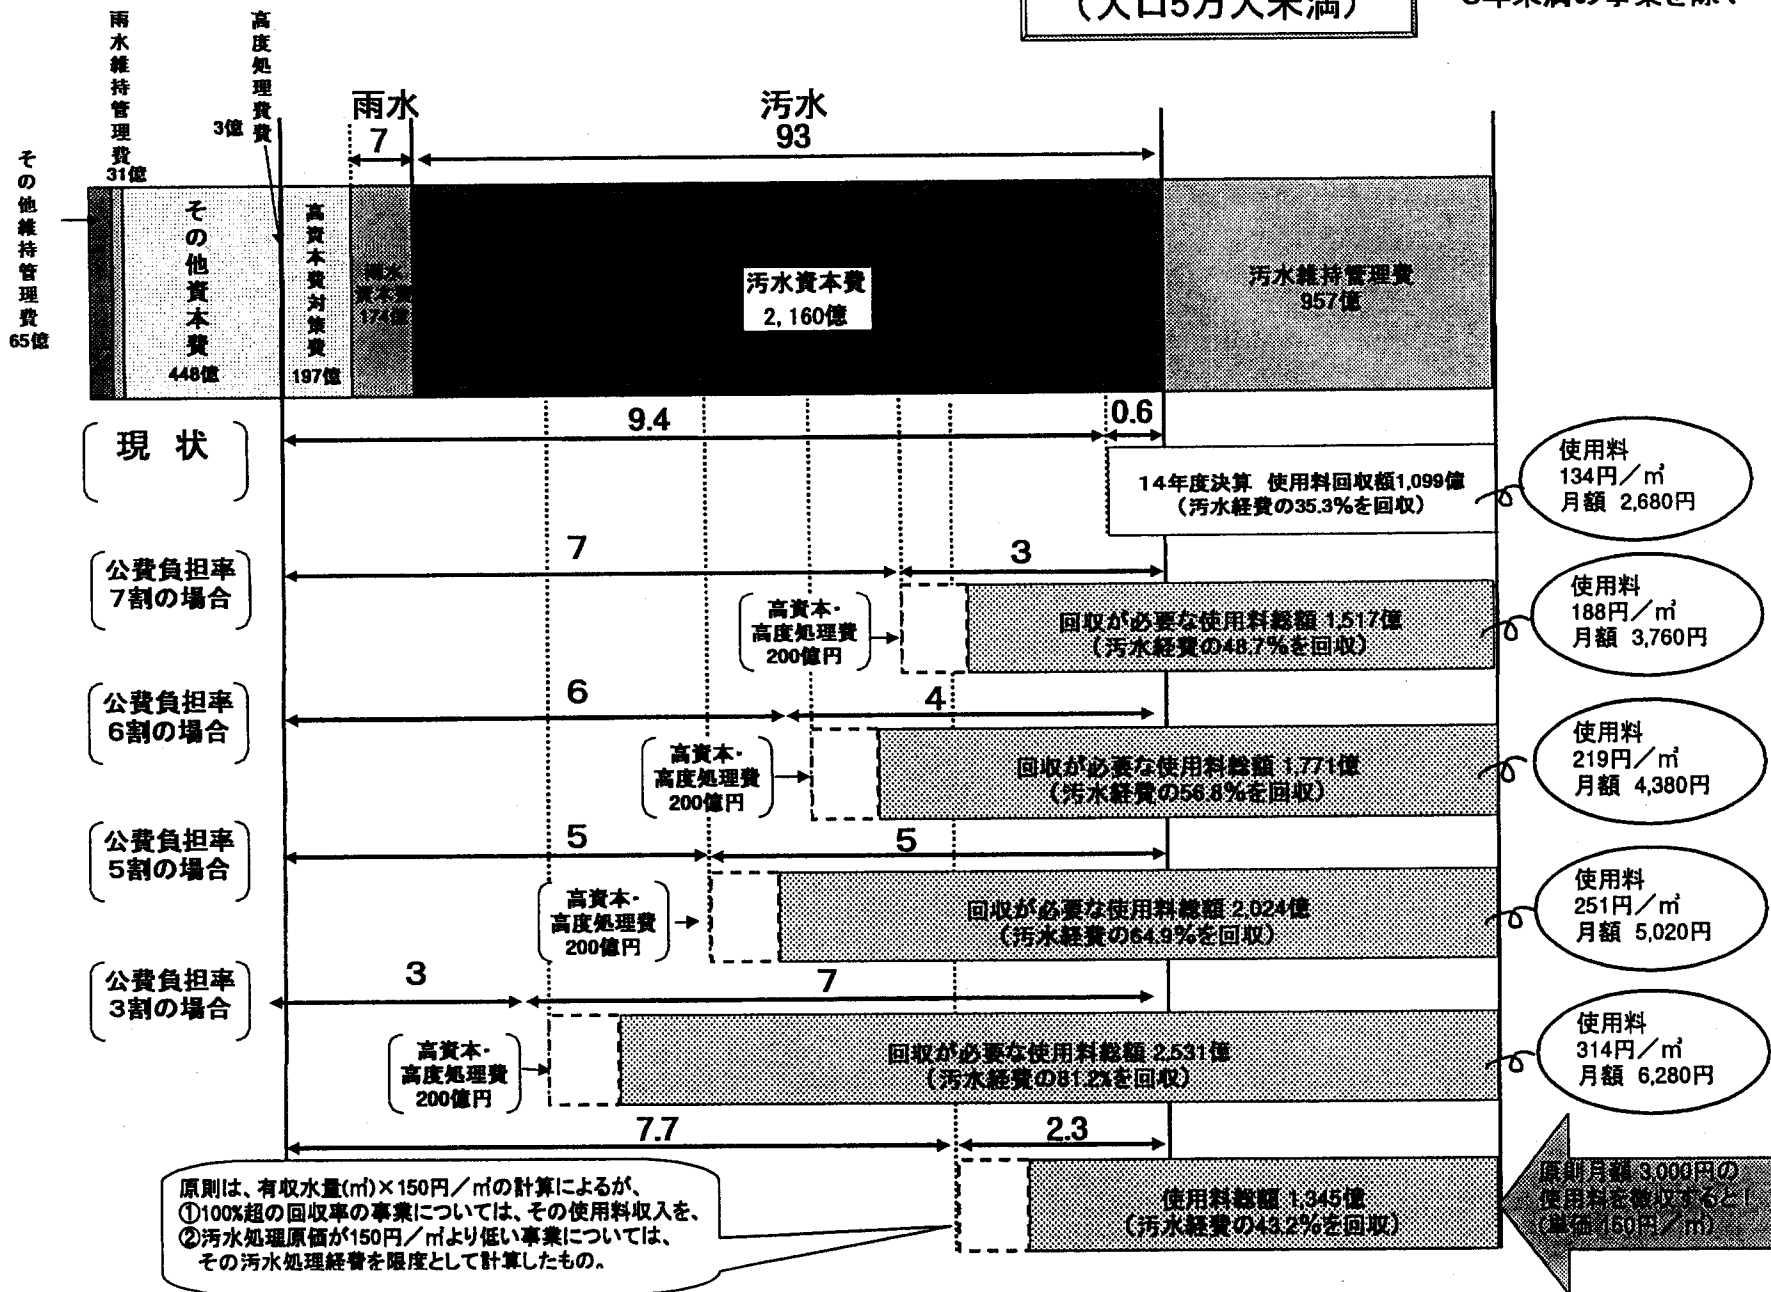 （人口5万人未満）
雨水維持管理費
31億
高度処理費
3億
その他維持管理費
65億
雨水
7
汚水
93
その他資本費
448億
高資本費対策費
197億
雨水
資本費
174億
汚水資本費
2,160億
汚水維持管理費
957億
現 状
9.4
0.6
14年度決算 使用料回収額1,099億
（汚水経費の35.3%を回収）
使用料
134円／㎥
月額 2,680円
公費負担率
7割の場合
7
3
高資本・
高度処理費
200億円
回収が必要な使用料総額 1,517億
（汚水経費の48.7%を回収）
使用料
188円／㎥
月額 3,760円
公費負担率
6割の場合
6
4
高資本・
高度処理費
200億円
回収が必要な使用料総額 1,771億
（汚水経費の56.8%を回収）
使用料
219円／㎥
月額 4,380円
公費負担率
5割の場合
5
5
高資本・
高度処理費
200億円
回収が必要な使用料総額 2,024億
（汚水経費の64.9%を回収）
使用料
251円／㎥
月額 5,020円
公費負担率
3割の場合
3
7
高資本・
高度処理費
200億円
回収が必要な使用料総額 2,531億
（汚水経費の81.2%を回収）
使用料
314円／㎥
月額 6,280円
7.7
2.3
使用料総額 1,345億
（汚水経費の43.2%を回収）
原則月額 3,000円の
使用料を徴収すると！
（単価 150円／㎥）
原則は、有収水量(㎥)×150円／㎥の計算によるが、
①100%超の回収率の事業については、その使用料収入を、
②汚水処理原価が150円／㎥より低い事業については、
その汚水処理経費を限度として計算したもの。